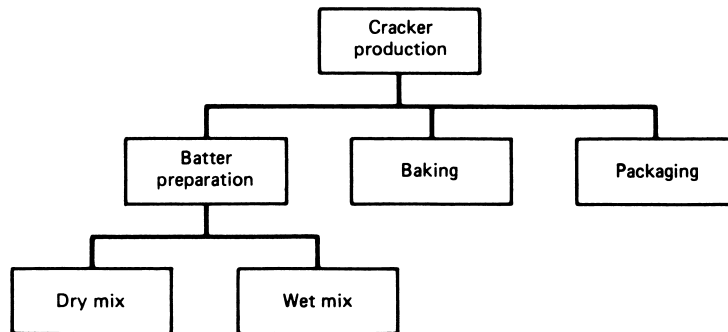 Cracker
production
Batter
preparation
Baking
Packaging
Dry mix
Wet mix